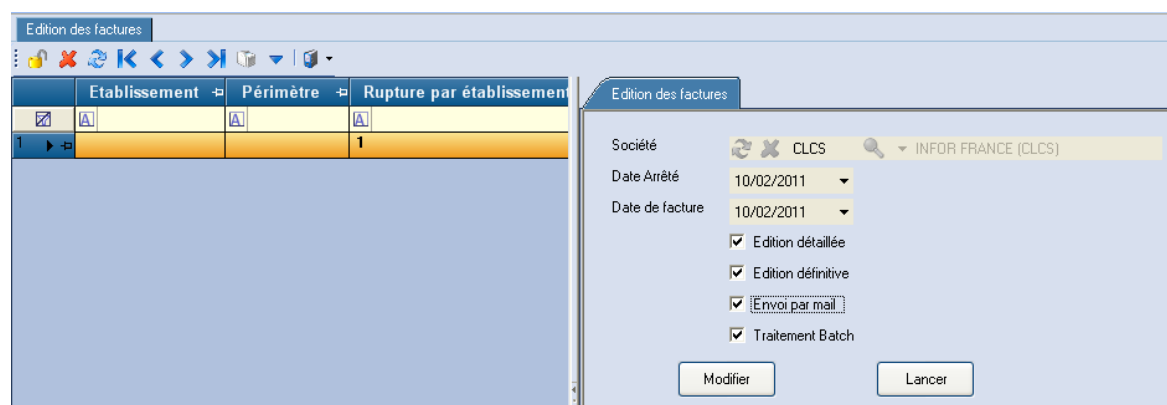 Edition des factures
Etablissement Périmètre Rupture par établissement
A A A
1 1
Edition des factures
Société CLCS INFOR FRANCE (CLCS)
Date Arrêté 10/02/2011
Date de facture 10/02/2011
Edition détaillée
Edition définitive
Envoi par mail
Traitement Batch
Modifier Lancer